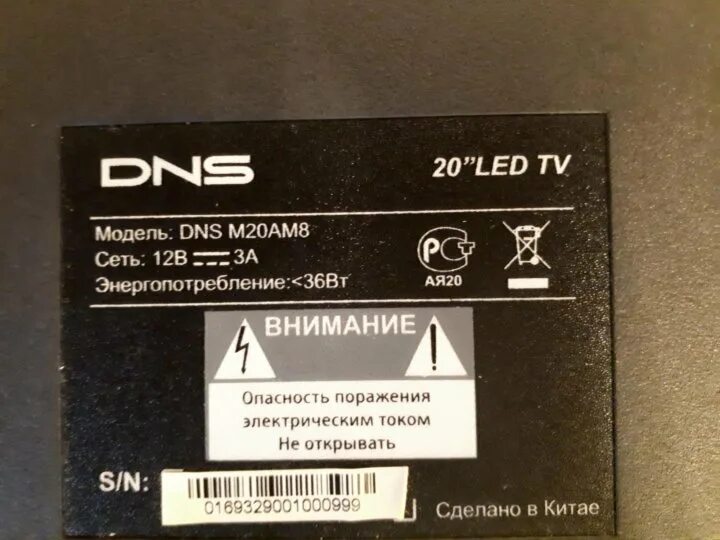 DNS 20”LED TV
Модель: DNS M20AM8
Сеть: 12В 3А
Энергопотребление:<36Вт
РСТ
АЯ20
ВНИМАНИЕ
Опасность поражения
электрическим током
Не открывать
S/N:
0169329001000999
Сделано в Китае